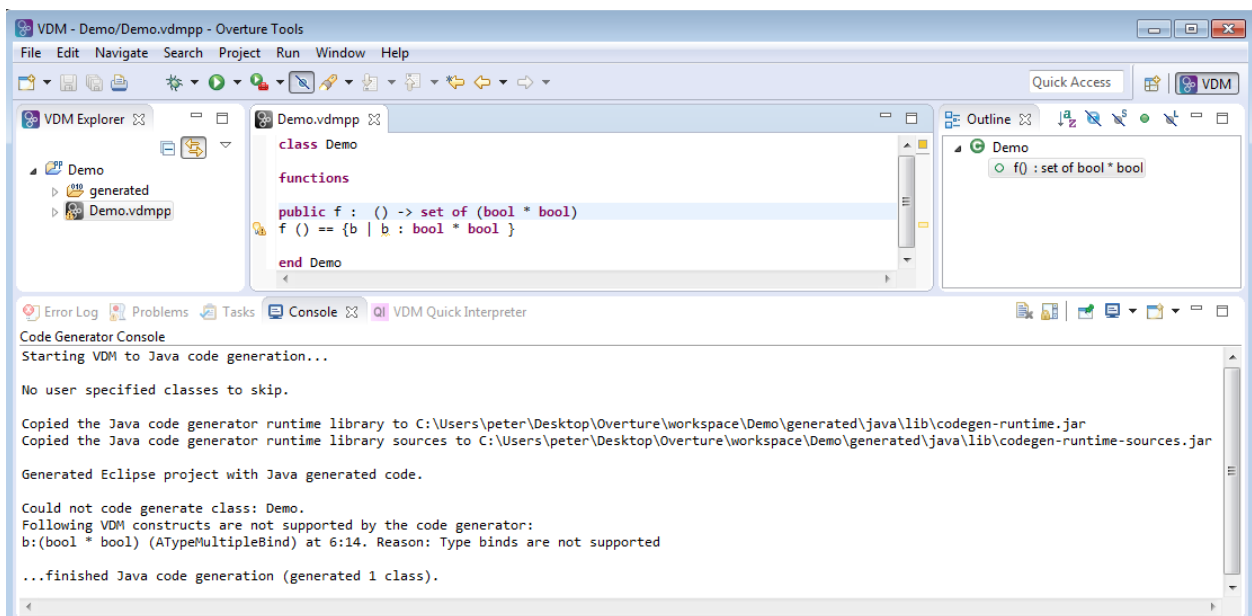 VDM - Demo/Demo.vdmpp - Overture Tools
File Edit Navigate Search Project Run Window Help
Quick Access VDM
VDM Explorer
Demo
generated
Demo.vdmpp
Demo.vdmpp
class Demo
functions
public f : () -> set of (bool * bool)
f () == {b | b : bool * bool }
end Demo
Outline
Demo
f() : set of bool * bool
Error Log Problems Tasks Console QI VDM Quick Interpreter
Code Generator Console
Starting VDM to Java code generation...
No user specified classes to skip.
Copied the Java code generator runtime library to C:\Users\peter\Desktop\Overture\workspace\Demo\generated\java\lib\codegen-runtime.jar
Copied the Java code generator runtime library sources to C:\Users\peter\Desktop\Overture\workspace\Demo\generated\java\lib\codegen-runtime-sources.jar
Generated Eclipse project with Java generated code.
Could not code generate class: Demo.
Following VDM constructs are not supported by the code generator:
b:(bool * bool) (ATypeMultipleBind) at 6:14. Reason: Type binds are not supported
...finished Java code generation (generated 1 class).